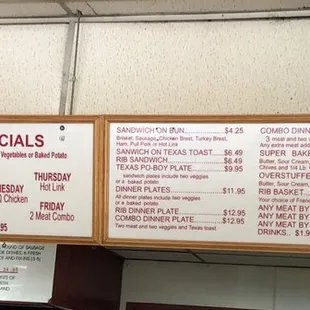 CIALS
Vegetables or Baked Potato
THURSDAY
Hot Link
ESDAY
Q Chicken
FRIDAY
2 Meat Combo
95
SANDWICH ON BUN $4.25
Brisket, Sausage, Chicken Brest, Turkey Brest,
Ham, Pull Pork or Hot Link
SANDWICH ON TEXAS TOAST $6.49
RIB SANDWICH $6.49
TEXAS PO-BOY PLATE $9.95
sandwich plates include two veggies
or a baked potato
DINNER PLATES $11.95
All dinner plates include two veggies
or a baked potato
RIB DINNER PLATE $12.95
COMBO DINNER PLATE $12.95
Two meat and two veggies and Texas toast
COMBO DINNE
3 meat and two v
Any extra meat added
SUPER BAKE
Butter, Sour Cream
Chives and 1/4 Lb.
OVERSTUFFE
Butter, Sour Cream,
RIB BASKET
Your choice of Frenc
ANY MEAT BY
ANY MEAT BY
ANY MEAT BY
DRINKS $1.9